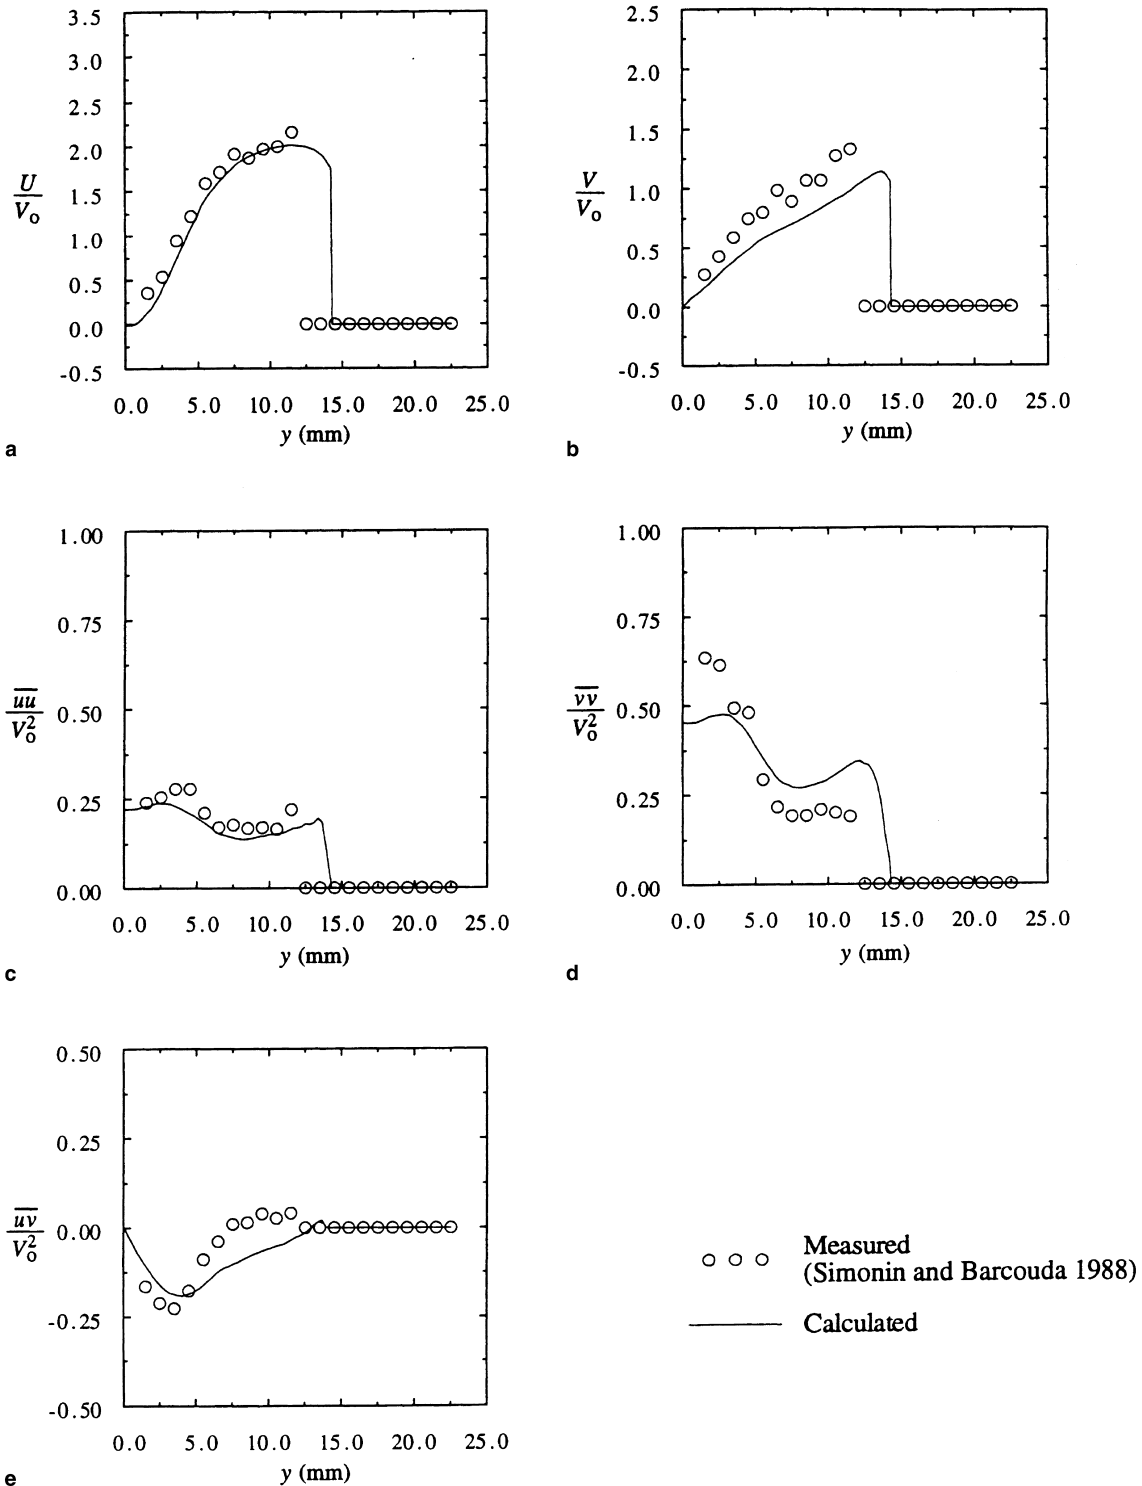 3.5
3.0
2.5
2.0
1.5
1.0
0.5
0.0
-0.5
U
V₀
0.0 5.0 10.0 15.0 20.0 25.0
y (mm)
a
2.5
2.0
1.5
1.0
0.5
0.0
-0.5
V
V₀
0.0 5.0 10.0 15.0 20.0 25.0
y (mm)
b
1.00
0.75
0.50
0.25
0.00
u̅u̅
V₀²
0.0 5.0 10.0 15.0 20.0 25.0
y (mm)
c
1.00
0.75
0.50
0.25
0.00
v̅v̅
V₀²
0.0 5.0 10.0 15.0 20.0 25.0
y (mm)
d
0.50
0.25
0.00
-0.25
-0.50
u̅v̅
V₀²
0.0 5.0 10.0 15.0 20.0 25.0
y (mm)
e
Measured
(Simonin and Barcouda 1988)
Calculated